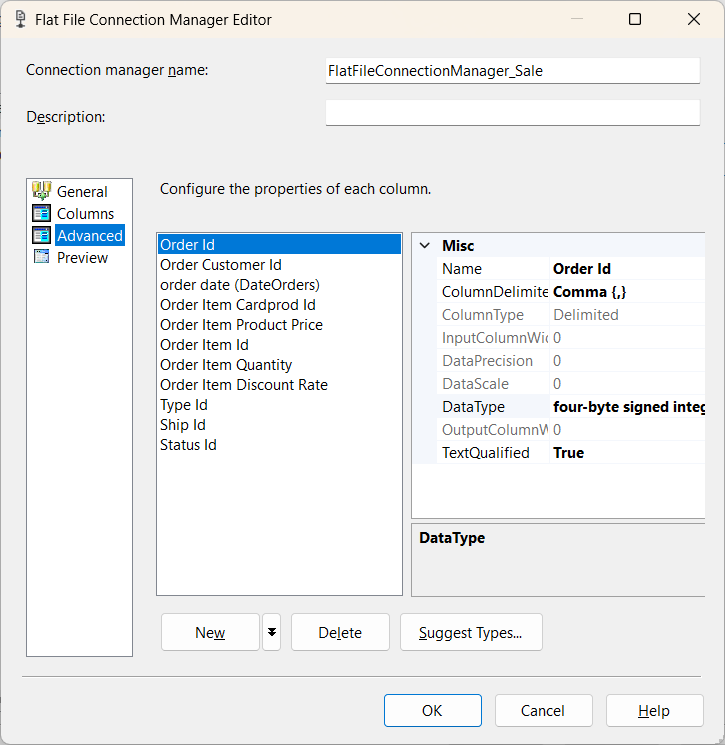 Flat File Connection Manager Editor
Connection manager name: FlatFileConnectionManager_Sale
Description:
General
Columns
Advanced
Preview
Configure the properties of each column.
Order Id
Order Customer Id
order date (DateOrders)
Order Item Cardprod Id
Order Item Product Price
Order Item Id
Order Item Quantity
Order Item Discount Rate
Type Id
Ship Id
Status Id
Misc
Name Order Id
ColumnDelimite Comma {,}
ColumnType Delimited
InputColumnWic 0
DataPrecision 0
DataScale 0
DataType four-byte signed integ
OutputColumnW 0
TextQualified True
DataType
New Delete Suggest Types...
OK Cancel Help